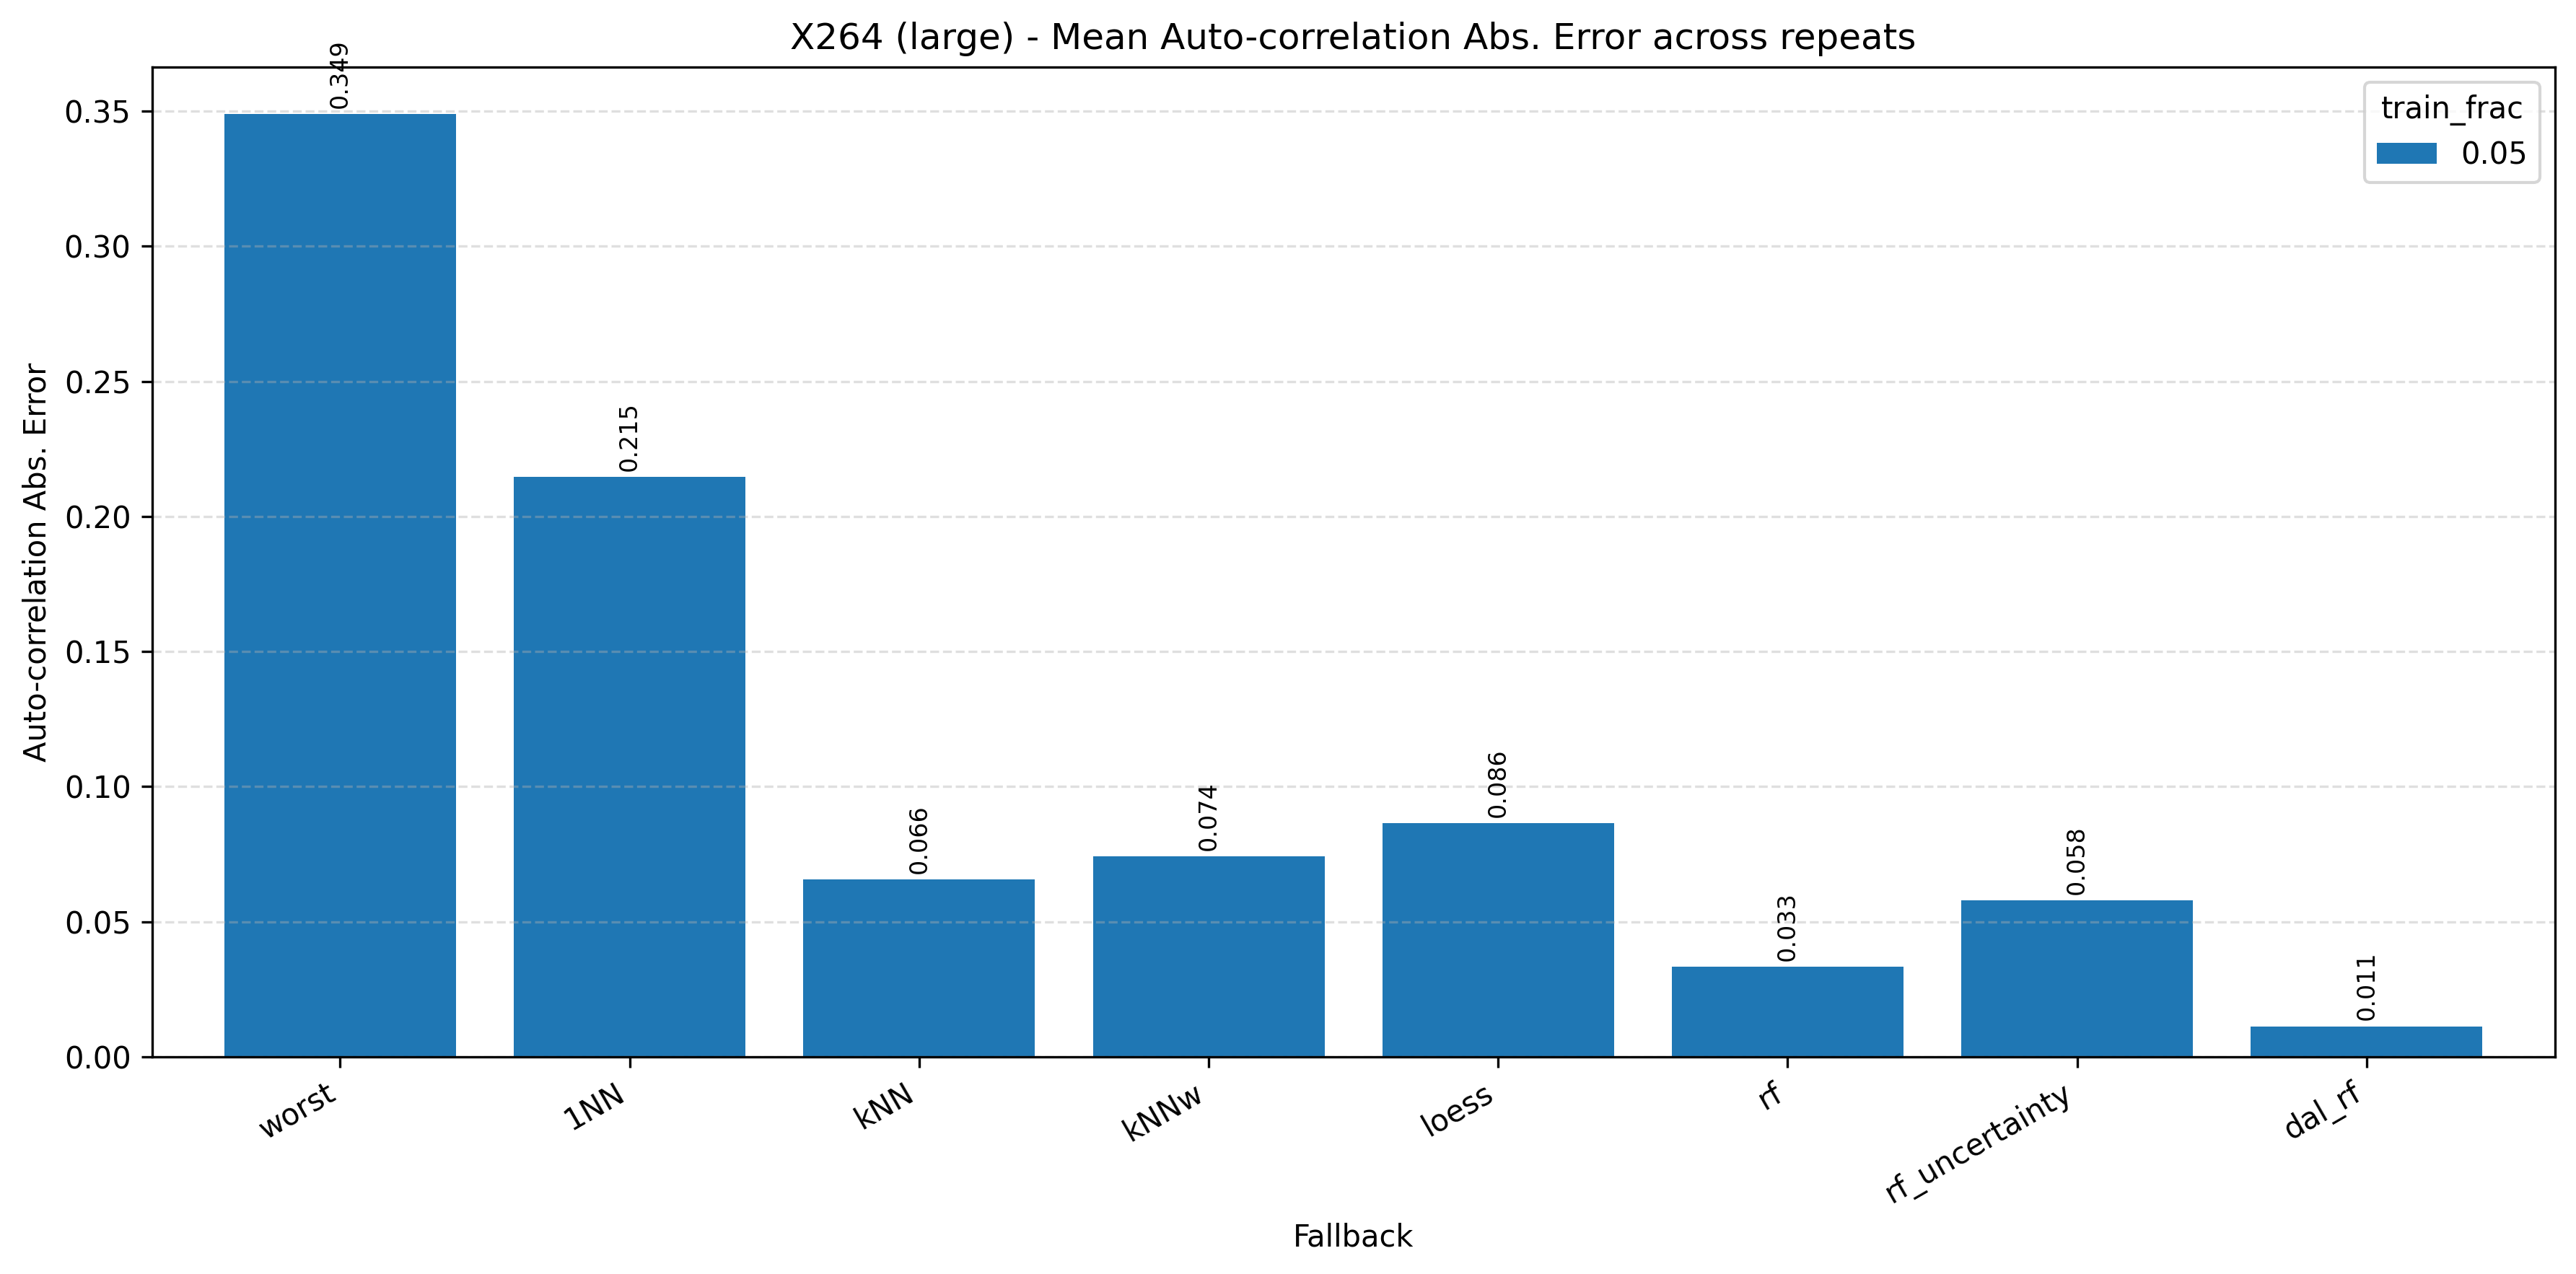 X264 (large) - Mean Auto-correlation Abs. Error across repeats
Auto-correlation Abs. Error
0.35
0.30
0.25
0.20
0.15
0.10
0.05
0.00
0.349
0.215
0.066
0.074
0.086
0.033
0.058
0.011
train_frac
0.05
worst
1NN
kNN
kNNw
loess
rf
rf_uncertainty
dal_rf
Fallback